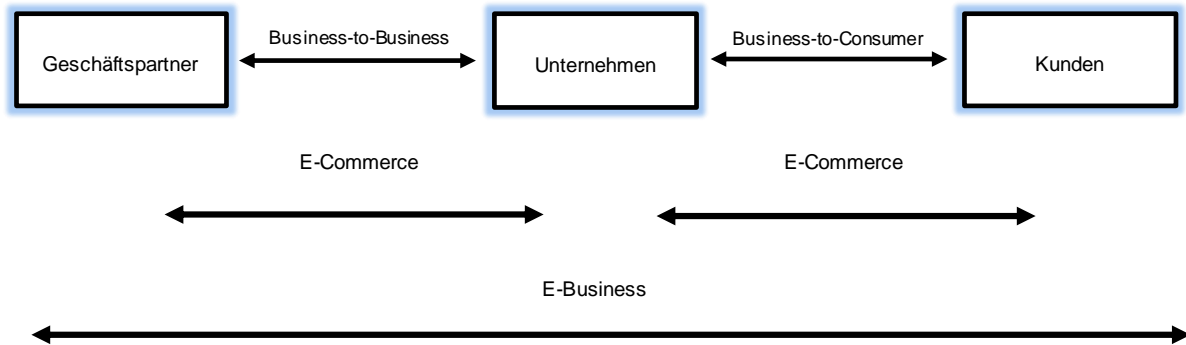 Business-to-Business
Business-to-Consumer
Geschäftspartner
Unternehmen
Kunden
E-Commerce
E-Commerce
E-Business